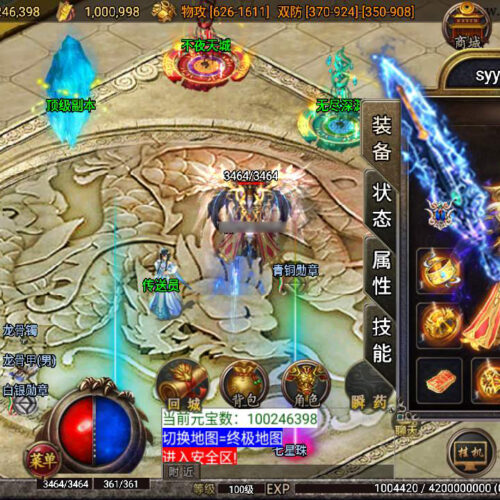 246,398 1,000,998 物攻 [626-1611] 双防 [370-924]-[350-908]
商城
不夜天城
syy
顶级副本
无尽深渊
装备
3464/3464
状态
青铜勋章
属性
传送员
技能
龙骨镯
龙骨甲(男)
白银勋章
回城 背包 角色 瞬药
当前元宝数: 100246398
聊天
切换地图=终极地图
七星珠
进入安全区!
菜单
挂机
附近
3464/3464 361/361
等级 100级 EXP 1004420 / 4200000000 (